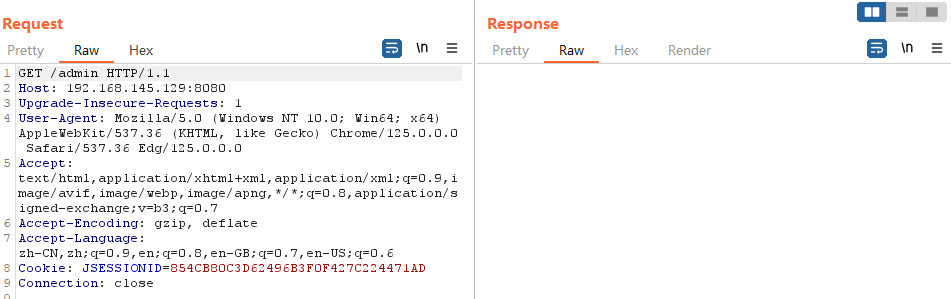 Request
Pretty Raw Hex \n
1 GET /admin HTTP/1.1
2 Host: 192.168.145.129:8080
3 Upgrade-Insecure-Requests: 1
4 User-Agent: Mozilla/5.0 (Windows NT 10.0; Win64; x64)
AppleWebKit/537.36 (KHTML, like Gecko) Chrome/125.0.0.0
Safari/537.36 Edg/125.0.0.0
5 Accept:
text/html,application/xhtml+xml,application/xml;q=0.9,i
mage/avif,image/webp,image/apng,*/*;q=0.8,application/s
igned-exchange;v=b3;q=0.7
6 Accept-Encoding: gzip, deflate
7 Accept-Language:
zh-CN,zh;q=0.9,en;q=0.8,en-GB;q=0.7,en-US;q=0.6
8 Cookie: JSESSIONID=854CB80C3D62496B3F0F427C224471AD
9 Connection: close
Response
Pretty Raw Hex Render \n